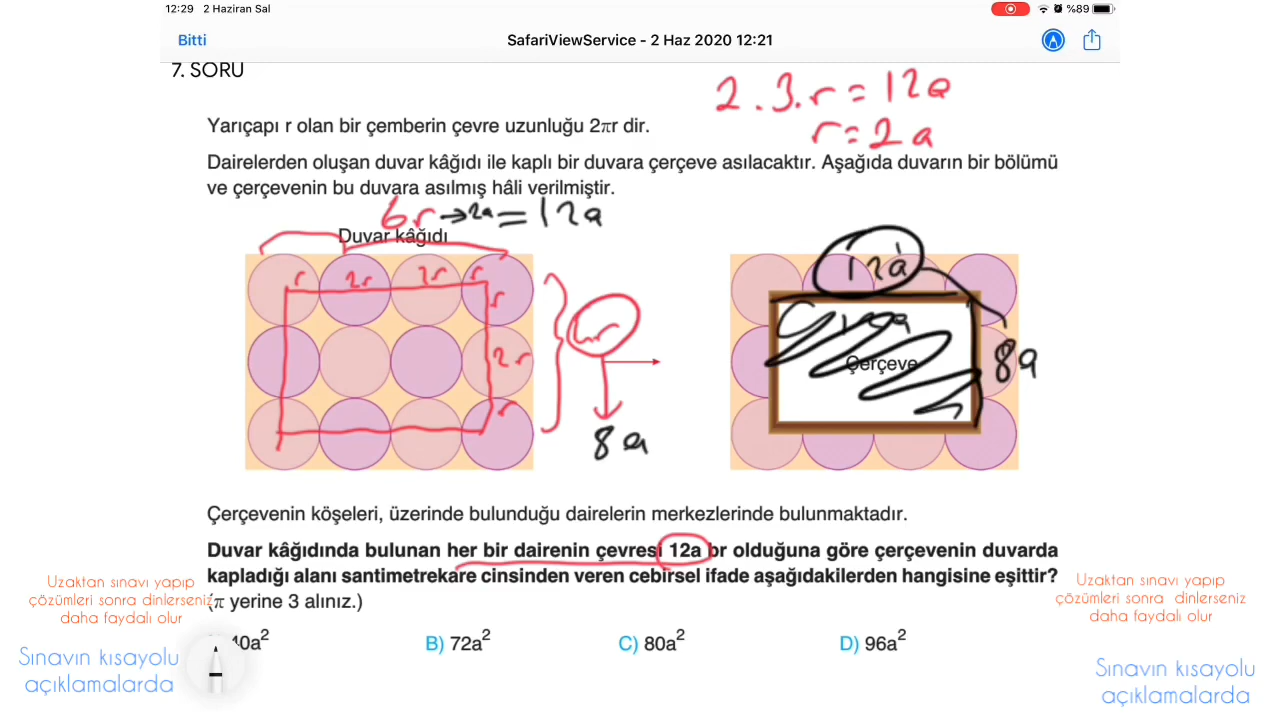 12:29 2 Haziran Sal
%89
Bitti
SafariViewService - 2 Haz 2020 12:21
7. SORU
2.3.r=12a
r=2a
Yarıçapı r olan bir çemberin çevre uzunluğu 2πr dir.
Dairelerden oluşan duvar kâğıdı ile kaplı bir duvara çerçeve asılacaktır. Aşağıda duvarın bir bölümü
ve çerçevenin bu duvara asılmış hâli verilmiştir.
6r→2a=12a
Duvar kâğıdı
r 2r 2r r
r
2r
r
4r
8a
12a
8a
Çerçeve
Çerçevenin köşeleri, üzerinde bulunduğu dairelerin merkezlerinde bulunmaktadır.
Duvar kâğıdında bulunan her bir dairenin çevresi 12a br olduğuna göre çerçevenin duvarda
kapladığı alanı santimetrekare cinsinden veren cebirsel ifade aşağıdakilerden hangisine eşittir?
(π yerine 3 alınız.)
40a²
B) 72a²
C) 80a²
D) 96a²
Uzaktan sınavı yapıp
çözümleri sonra dinlerseniz
daha faydalı olur
Sınavın kısayolu
açıklamalarda
Uzaktan sınavı yapıp
çözümleri sonra dinlerseniz
daha faydalı olur
Sınavın kısayolu
açıklamalarda